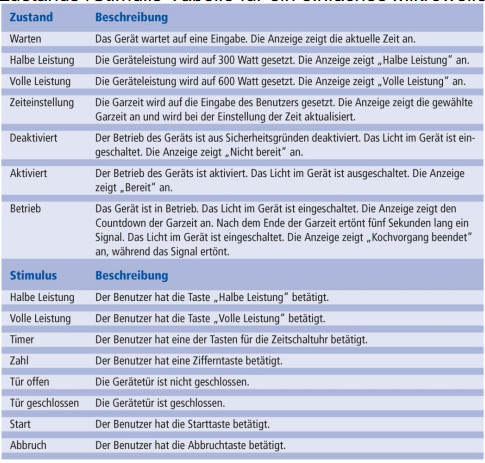 Zustand Beschreibung
Warten Das Gerät wartet auf eine Eingabe. Die Anzeige zeigt die aktuelle Zeit an.
Halbe Leistung Die Geräteleistung wird auf 300 Watt gesetzt. Die Anzeige zeigt „Halbe Leistung“ an.
Volle Leistung Die Geräteleistung wird auf 600 Watt gesetzt. Die Anzeige zeigt „Volle Leistung“ an.
Zeiteinstellung Die Garzeit wird auf die Eingabe des Benutzers gesetzt. Die Anzeige zeigt die gewählte
Garzeit an und wird bei der Einstellung der Zeit aktualisiert.
Deaktiviert Der Betrieb des Geräts ist aus Sicherheitsgründen deaktiviert. Das Licht im Gerät ist ein-
geschaltet. Die Anzeige zeigt „Nicht bereit“ an.
Aktiviert Der Betrieb des Geräts ist aktiviert. Das Licht im Gerät ist ausgeschaltet. Die Anzeige
zeigt „Bereit“ an.
Betrieb Das Gerät ist in Betrieb. Das Licht im Gerät ist eingeschaltet. Die Anzeige zeigt den
Countdown der Garzeit an. Nach dem Ende der Garzeit ertönt fünf Sekunden lang ein
Signal. Das Licht im Gerät ist eingeschaltet. Die Anzeige zeigt „Kochvorgang beendet“
an, während das Signal ertönt.
Stimulus Beschreibung
Halbe Leistung Der Benutzer hat die Taste „Halbe Leistung“ betätigt.
Volle Leistung Der Benutzer hat die Taste „Volle Leistung“ betätigt.
Timer Der Benutzer hat eine der Tasten für die Zeitschaltuhr betätigt.
Zahl Der Benutzer hat eine Zifferntaste betätigt.
Tür offen Die Gerätetür ist nicht geschlossen.
Tür geschlossen Die Gerätetür ist geschlossen.
Start Der Benutzer hat die Starttaste betätigt.
Abbruch Der Benutzer hat die Abbruchtaste betätigt.